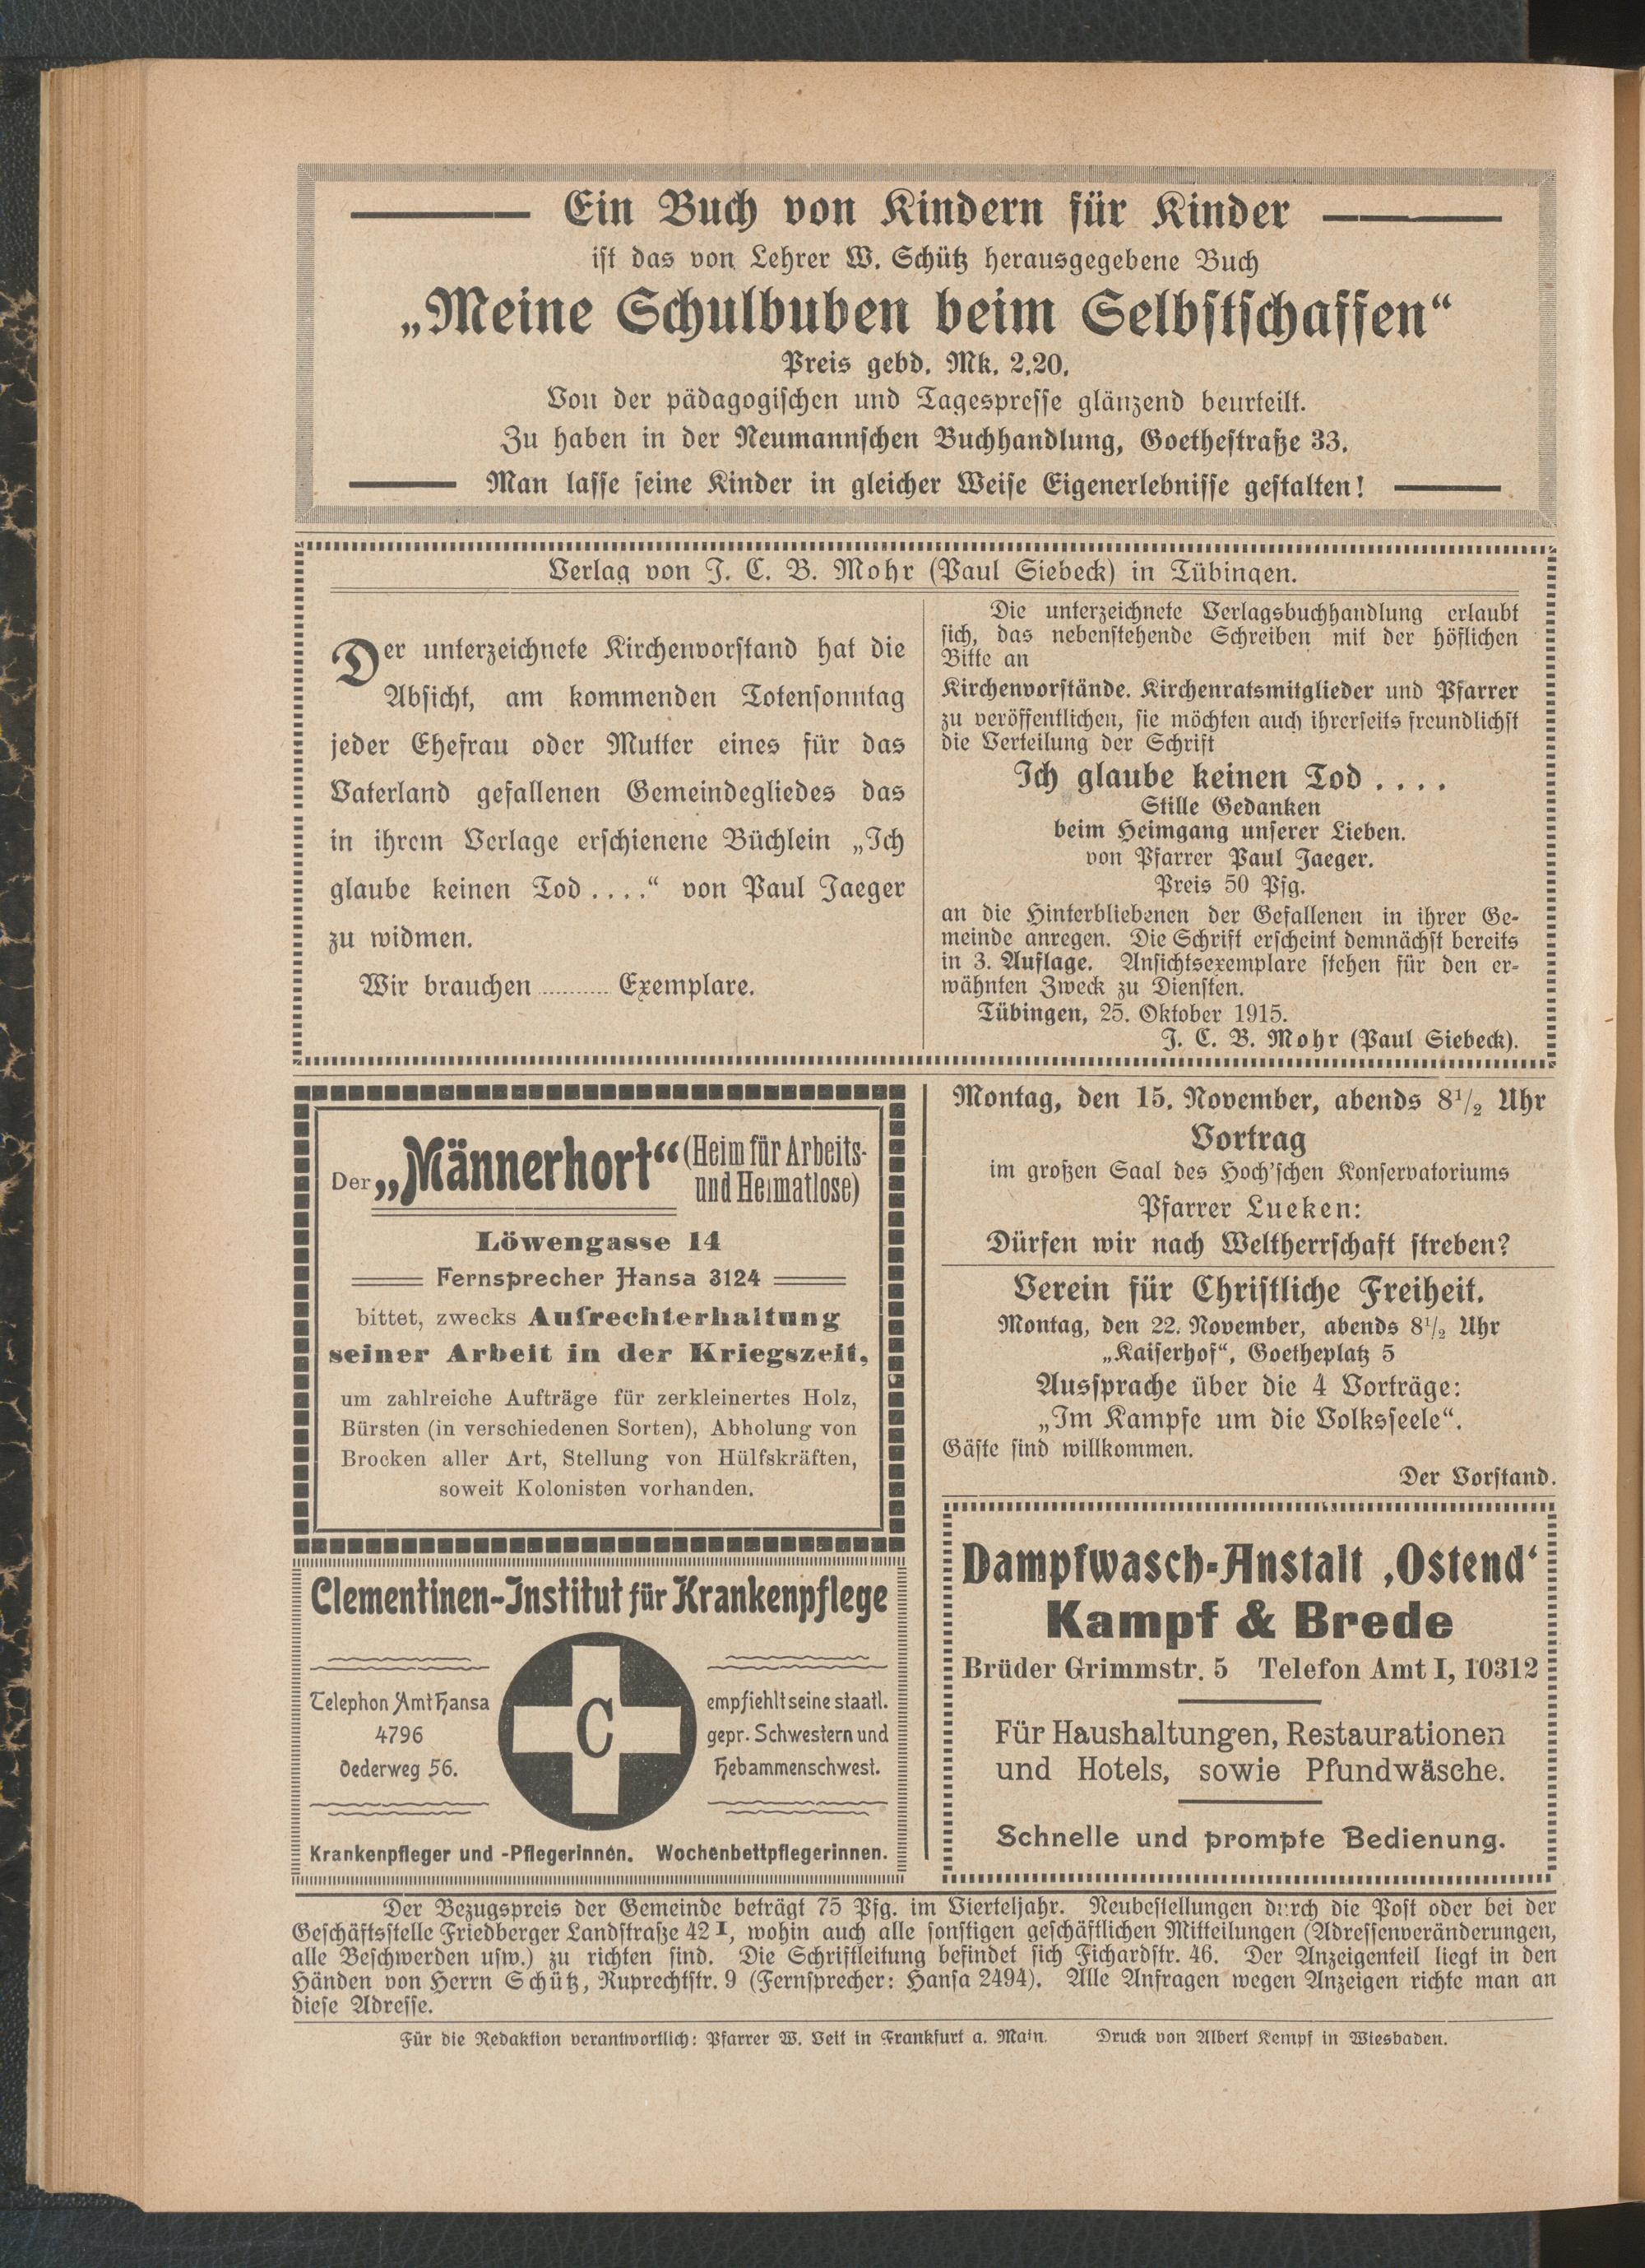 Ein Buch von Kindern für Kinder
ist das von Lehrer W. Schütz herausgegebene Buch
„Meine Schulbuben beim Selbstschaffen“
Preis gebd. Mk. 2,20.
Von der pädagogischen und Tagespresse glänzend beurteilt.
Zu haben in der Neumannschen Buchhandlung, Goethestraße 33.
Man lasse seine Kinder in gleicher Weise Eigenerlebnisse gestalten!
Verlag von J. C. B. Mohr (Paul Siebeck) in Tübingen.
Der unterzeichnete Kirchenvorstand hat die
Absicht, am kommenden Totensonntag
jeder Ehefrau oder Mutter eines für das
Vaterland gefallenen Gemeindegliedes das
in ihrem Verlage erschienene Büchlein „Ich
glaube keinen Tod . . . .“ von Paul Jaeger
zu widmen.
Wir brauchen .......... Exemplare.
Die unterzeichnete Verlagsbuchhandlung erlaubt
sich, das nebenstehende Schreiben mit der höflichen
Bitte an
Kirchenvorstände, Kirchenratsmitglieder und Pfarrer
zu veröffentlichen, sie möchten auch ihrerseits freundlichst
die Verteilung der Schrift
Ich glaube keinen Tod . . . .
Stille Gedanken
beim Heimgang unserer Lieben.
von Pfarrer Paul Jaeger.
Preis 50 Pfg.
an die Hinterbliebenen der Gefallenen in ihrer Ge-
meinde anregen. Die Schrift erscheint demnächst bereits
in 3. Auflage. Ansichtsexemplare stehen für den er-
wähnten Zweck zu Diensten.
Tübingen, 25. Oktober 1915.
J. C. B. Mohr (Paul Siebeck).
Der „Männerhort“ (Heim für Arbeits-
und Heimatlose)
Löwengasse 14
Fernsprecher Hansa 3124
bittet, zwecks Aufrechterhaltung
seiner Arbeit in der Kriegszeit,
um zahlreiche Aufträge für zerkleinertes Holz,
Bürsten (in verschiedenen Sorten), Abholung von
Brocken aller Art, Stellung von Hülfskräften,
soweit Kolonisten vorhanden.
Clementinen-Institut für Krankenpflege
Telephon Amt Hansa
4796
Oederweg 56.
C
empfiehlt seine staatl.
gepr. Schwestern und
Hebammenschwest.
Krankenpfleger und -Pflegerinnen. Wochenbettpflegerinnen.
Montag, den 15. November, abends 8 1/2 Uhr
Vortrag
im großen Saal des Hoch'schen Konservatoriums
Pfarrer Lueken:
Dürfen wir nach Weltherrschaft streben?
Verein für Christliche Freiheit.
Montag, den 22. November, abends 8 1/2 Uhr
„Kaiserhof“, Goetheplatz 5
Aussprache über die 4 Vorträge:
„Im Kampfe um die Volksseele“.
Gäste sind willkommen.
Der Vorstand.
Dampfwasch-Anstalt ‚Ostend‘
Kampf & Brede
Brüder Grimmstr. 5 Telefon Amt I, 10312
Für Haushaltungen, Restaurationen
und Hotels, sowie Pfundwäsche.
Schnelle und prompte Bedienung.
Der Bezugspreis der Gemeinde beträgt 75 Pfg. im Vierteljahr. Neubestellungen durch die Post oder bei der
Geschäftsstelle Friedberger Landstraße 42 I, wohin auch alle sonstigen geschäftlichen Mitteilungen (Adressenveränderungen,
alle Beschwerden usw.) zu richten sind. Die Schriftleitung befindet sich Fichardstr. 46. Der Anzeigenteil liegt in den
Händen von Herrn Schütz, Ruprechtstr. 9 (Fernsprecher: Hansa 2494). Alle Anfragen wegen Anzeigen richte man an
diese Adresse.
Für die Redaktion verantwortlich: Pfarrer W. Veit in Frankfurt a. Main. Druck von Albert Kempf in Wiesbaden.